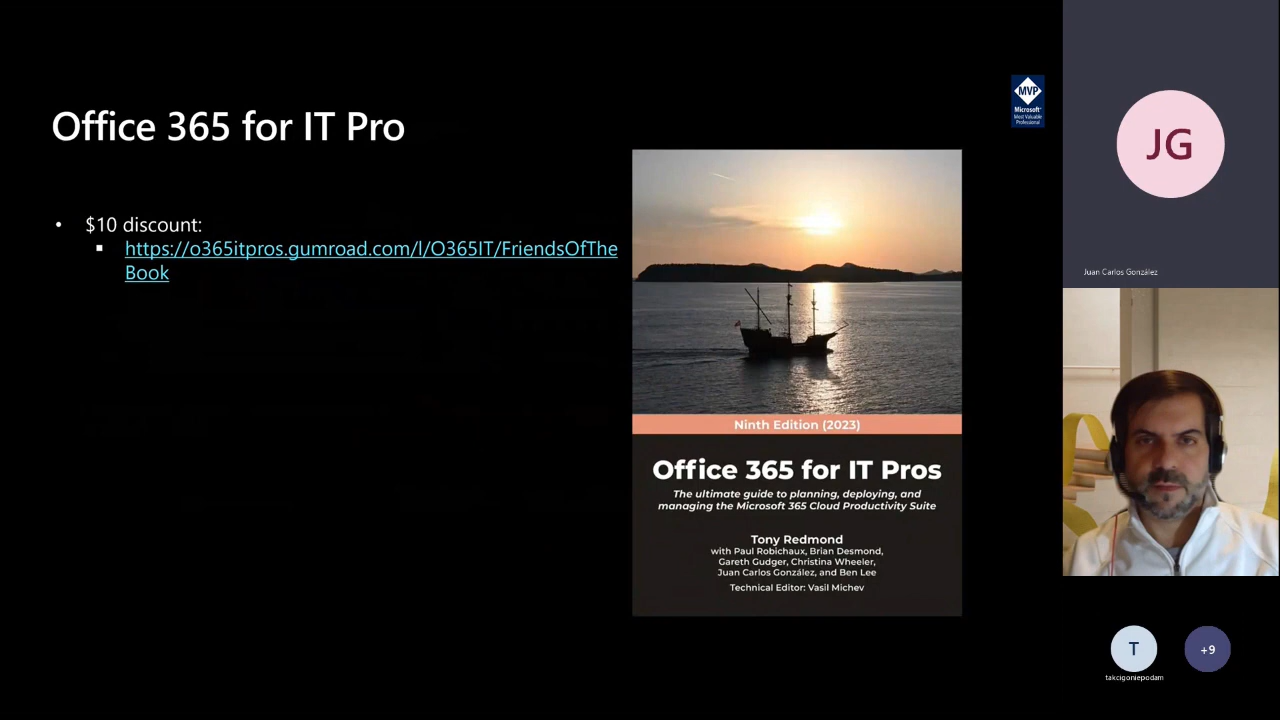 Office 365 for IT Pro
• $10 discount:
▪ https://o365itpros.gumroad.com/l/O365IT/FriendsOfThe
Book
MVP
Microsoft®
Most Valuable
Professional
Ninth Edition (2023)
Office 365 for IT Pros
The ultimate guide to planning, deploying, and
managing the Microsoft 365 Cloud Productivity Suite
Tony Redmond
with Paul Robichaux, Brian Desmond,
Gareth Gudger, Christina Wheeler,
Juan Carlos González, and Ben Lee
Technical Editor: Vasil Michev
JG
Juan Carlos González
T
takcigoniepodam
+9